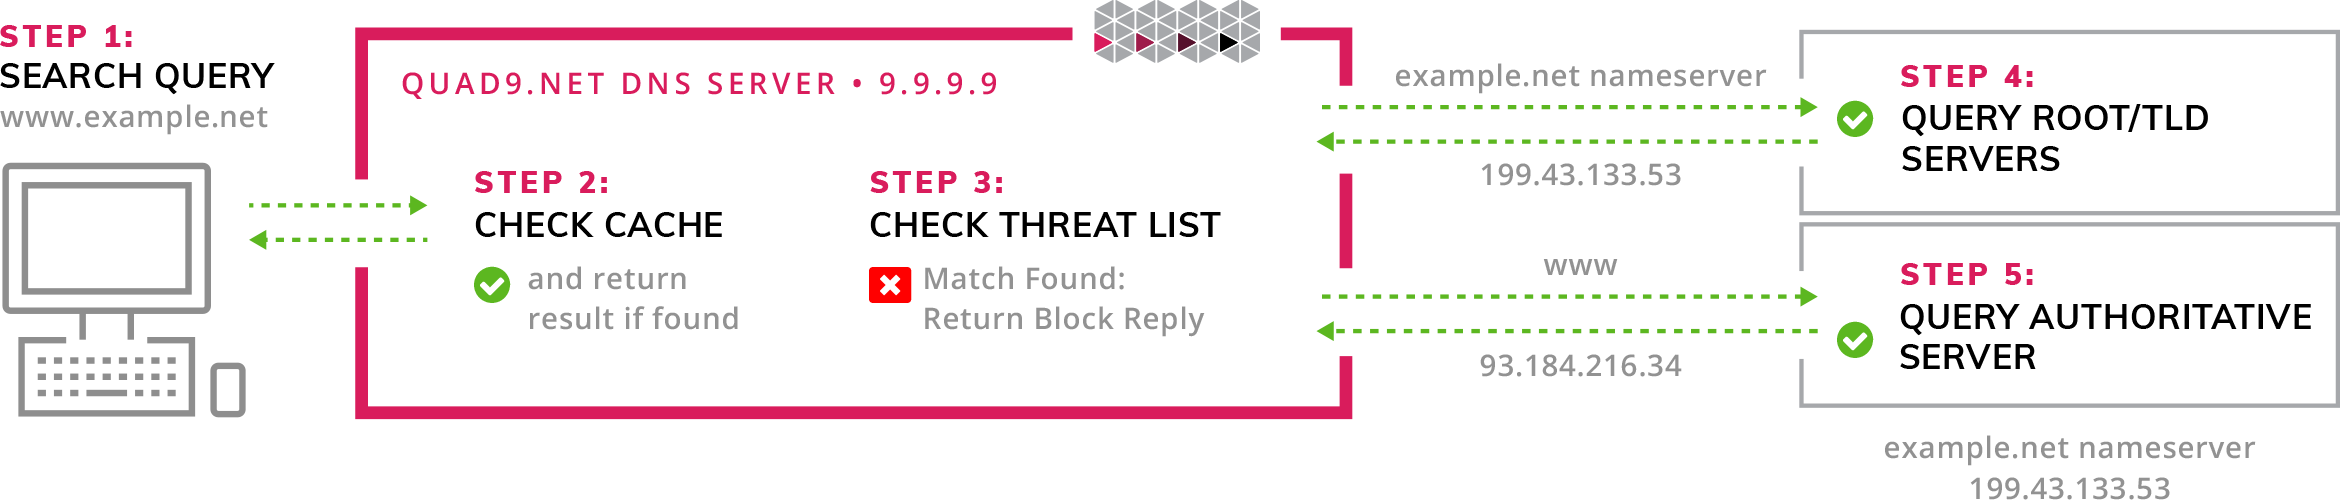 STEP 1:
SEARCH QUERY
www.example.net
QUAD9.NET DNS SERVER • 9.9.9.9
STEP 2:
CHECK CACHE
and return
result if found
STEP 3:
CHECK THREAT LIST
Match Found:
Return Block Reply
example.net nameserver
199.43.133.53
www
93.184.216.34
STEP 4:
QUERY ROOT/TLD
SERVERS
STEP 5:
QUERY AUTHORITATIVE
SERVER
example.net nameserver
199.43.133.53